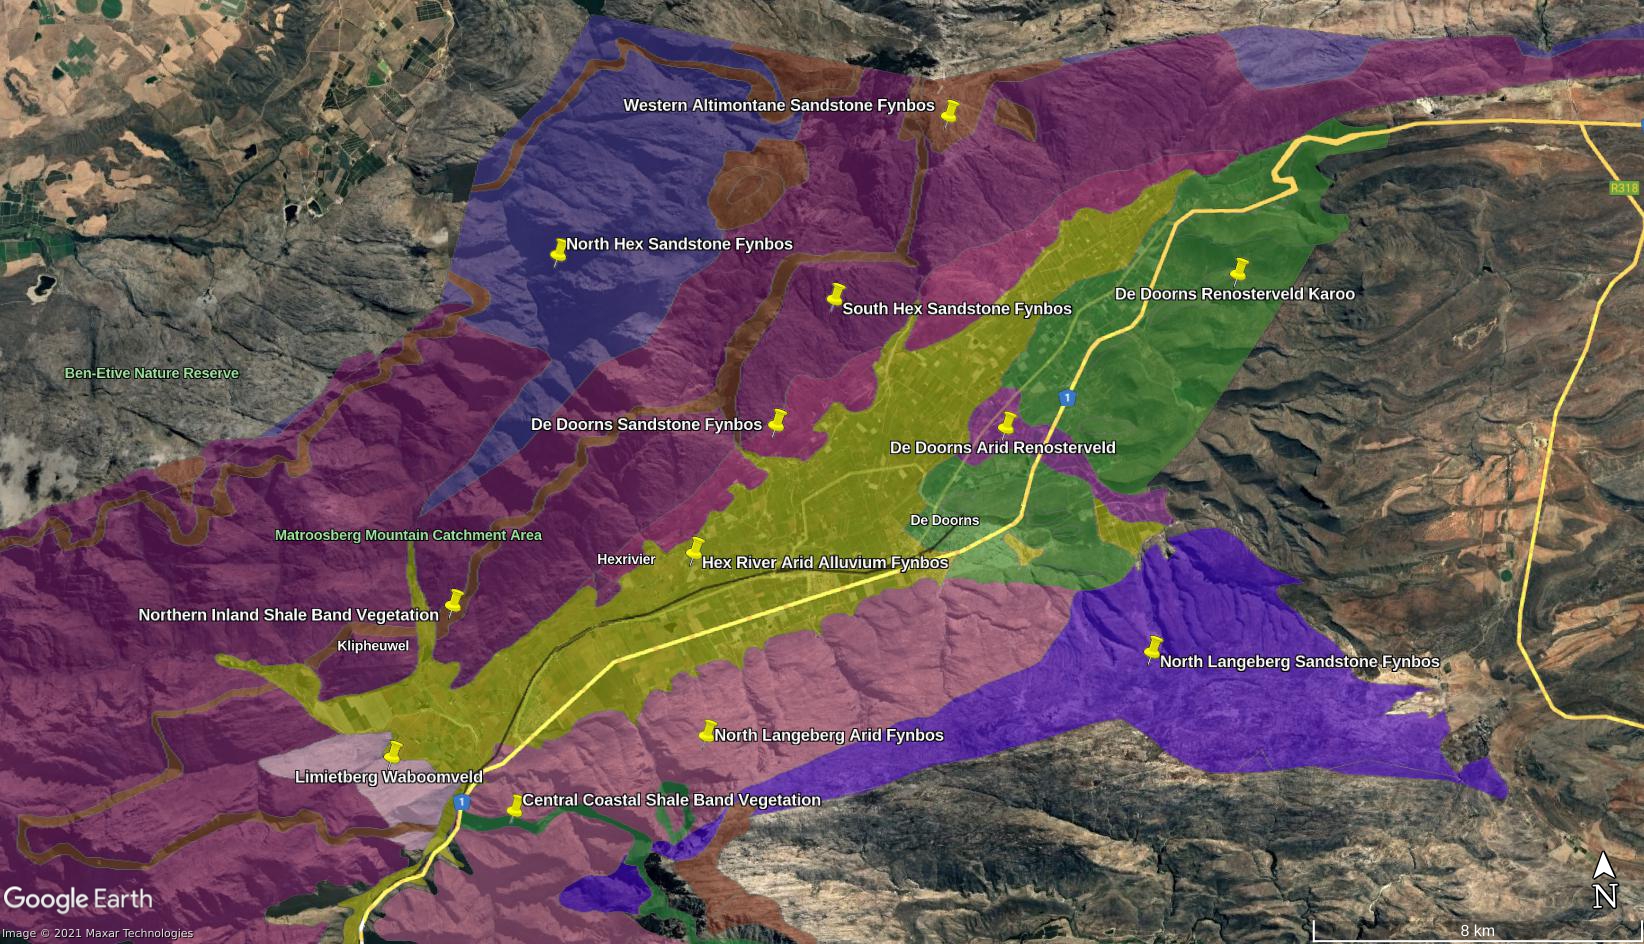 Western Altimontane Sandstone Fynbos
R318
North Hex Sandstone Fynbos
De Doorns Renosterveld Karoo
South Hex Sandstone Fynbos
Ben-Etive Nature Reserve
1
De Doorns Sandstone Fynbos
De Doorns Arid Renosterveld
De Doorns
Matroosberg Mountain Catchment Area
Hexrivier
Hex River Arid Alluvium Fynbos
Northern Inland Shale Band Vegetation
Klipheuwel
North Langeberg Sandstone Fynbos
North Langeberg Arid Fynbos
Limietberg Waboomveld
1
Central Coastal Shale Band Vegetation
Google Earth
N
Image © 2021 Maxar Technologies
8 km